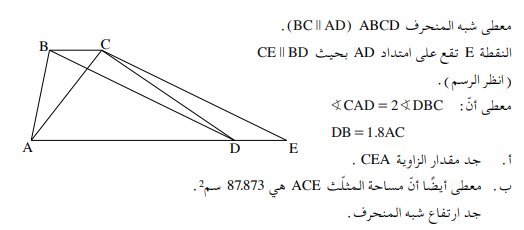 معطى شبه المنحرف ABCD (BC || AD).
النقطة E تقع على امتداد AD بحيث CE || BD
(انظر الرسم).
معطى أنّ: ∢CAD = 2∢DBC
DB = 1.8AC
أ. جد مقدار الزاوية CEA.
ب. معطى أيضًا أنّ مساحة المثلّث ACE هي 87.873 سم².
جد ارتفاع شبه المنحرف.
B C
A D E